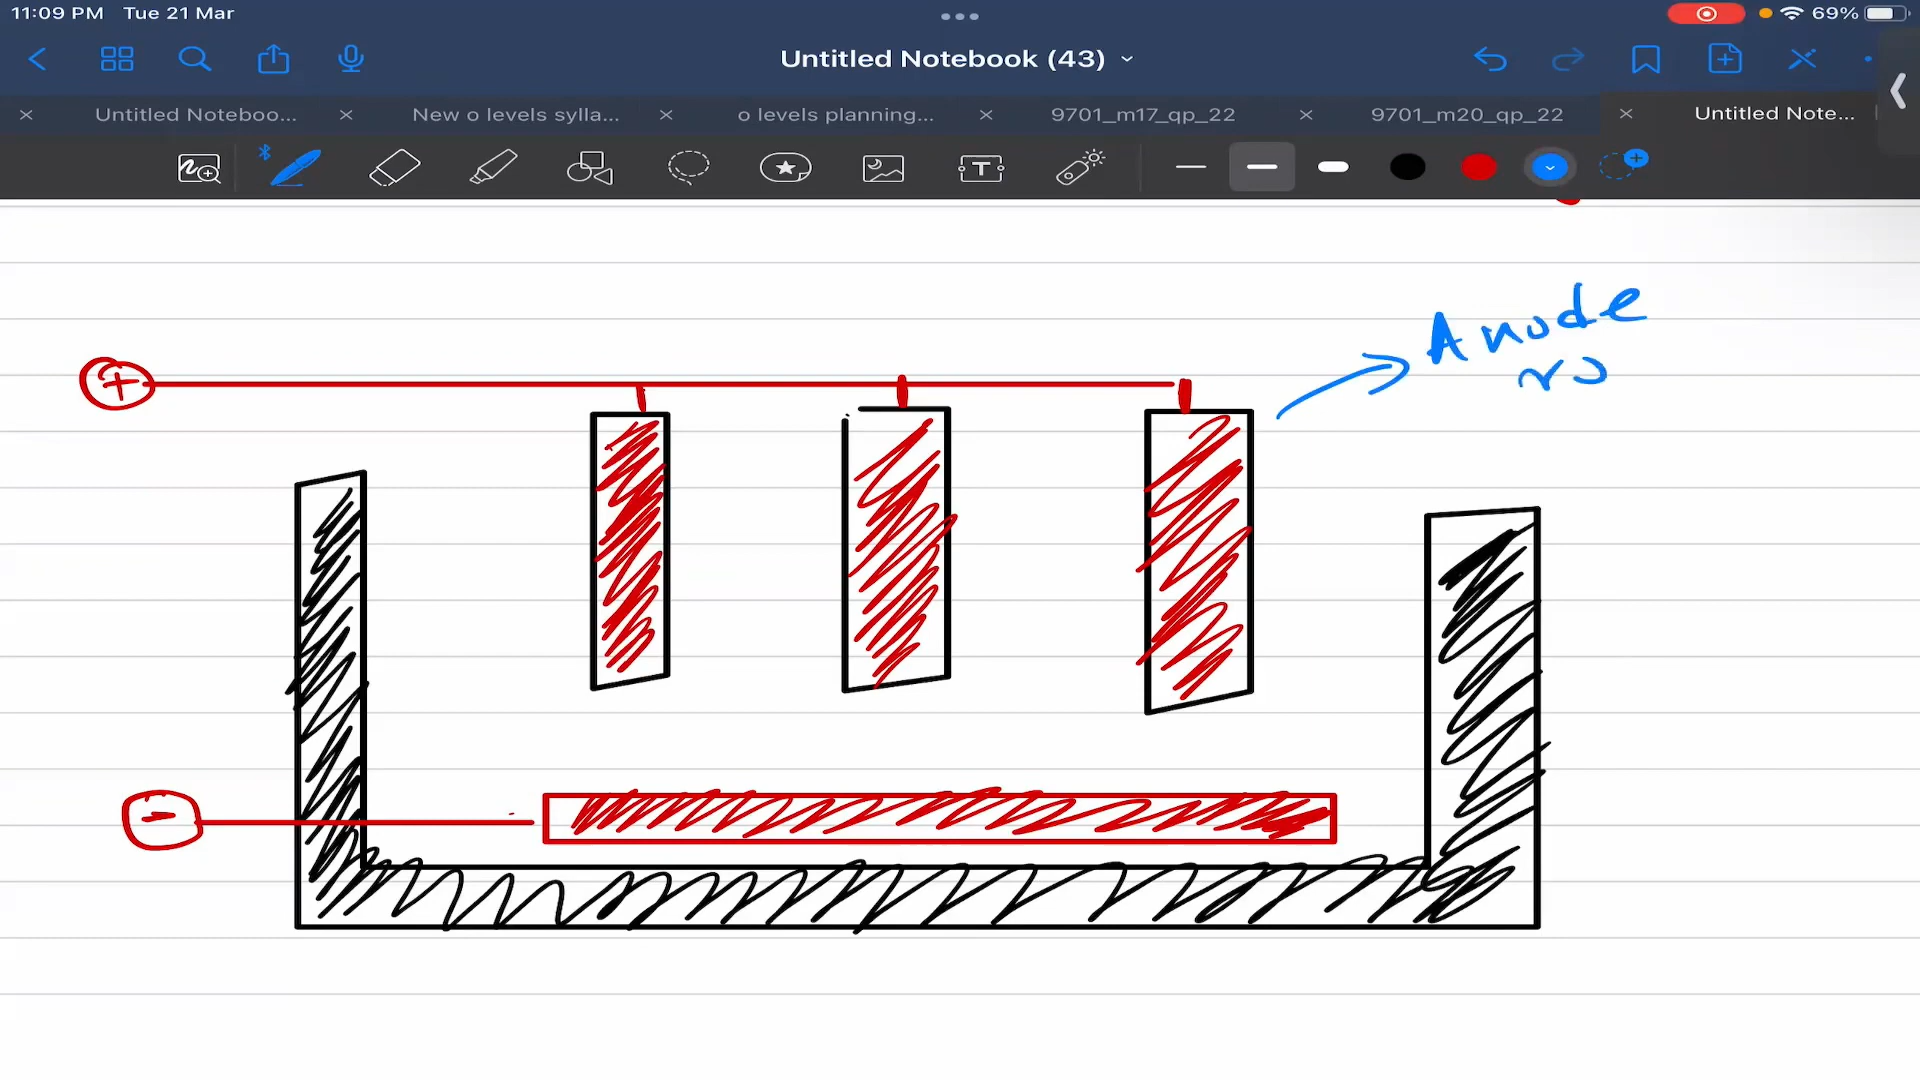 11:09 PM Tue 21 Mar
69%
Untitled Notebook (43)
Untitled Noteboo...
New o levels sylla...
o levels planning...
9701_m17_qp_22
9701_m20_qp_22
Untitled Note...
T
Anode
+
-